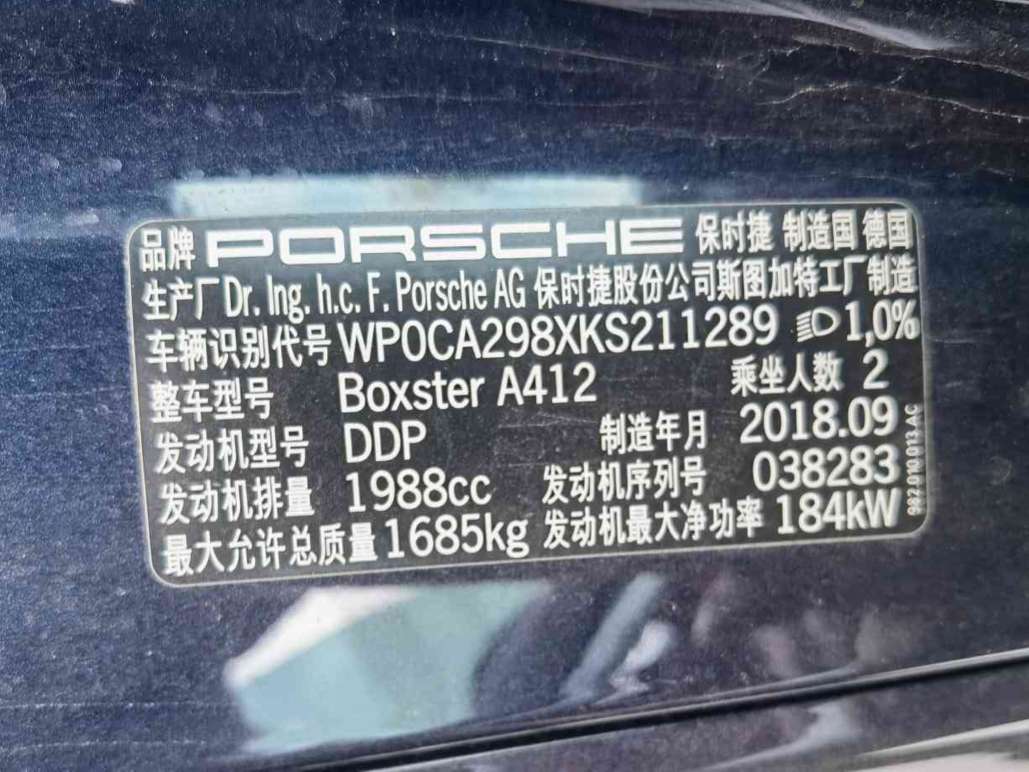 品牌 PORSCHE 保时捷 制造国 德国
生产厂 Dr. Ing. h.c. F. Porsche AG 保时捷股份公司斯图加特工厂制造
车辆识别代号 WP0CA298XKS211289 1,0%
整车型号 Boxster A412 乘坐人数 2
发动机型号 DDP 制造年月 2018.09
发动机排量 1988cc 发动机序列号 038283
最大允许总质量 1685kg 发动机最大净功率 184kW
982.010.013.AC